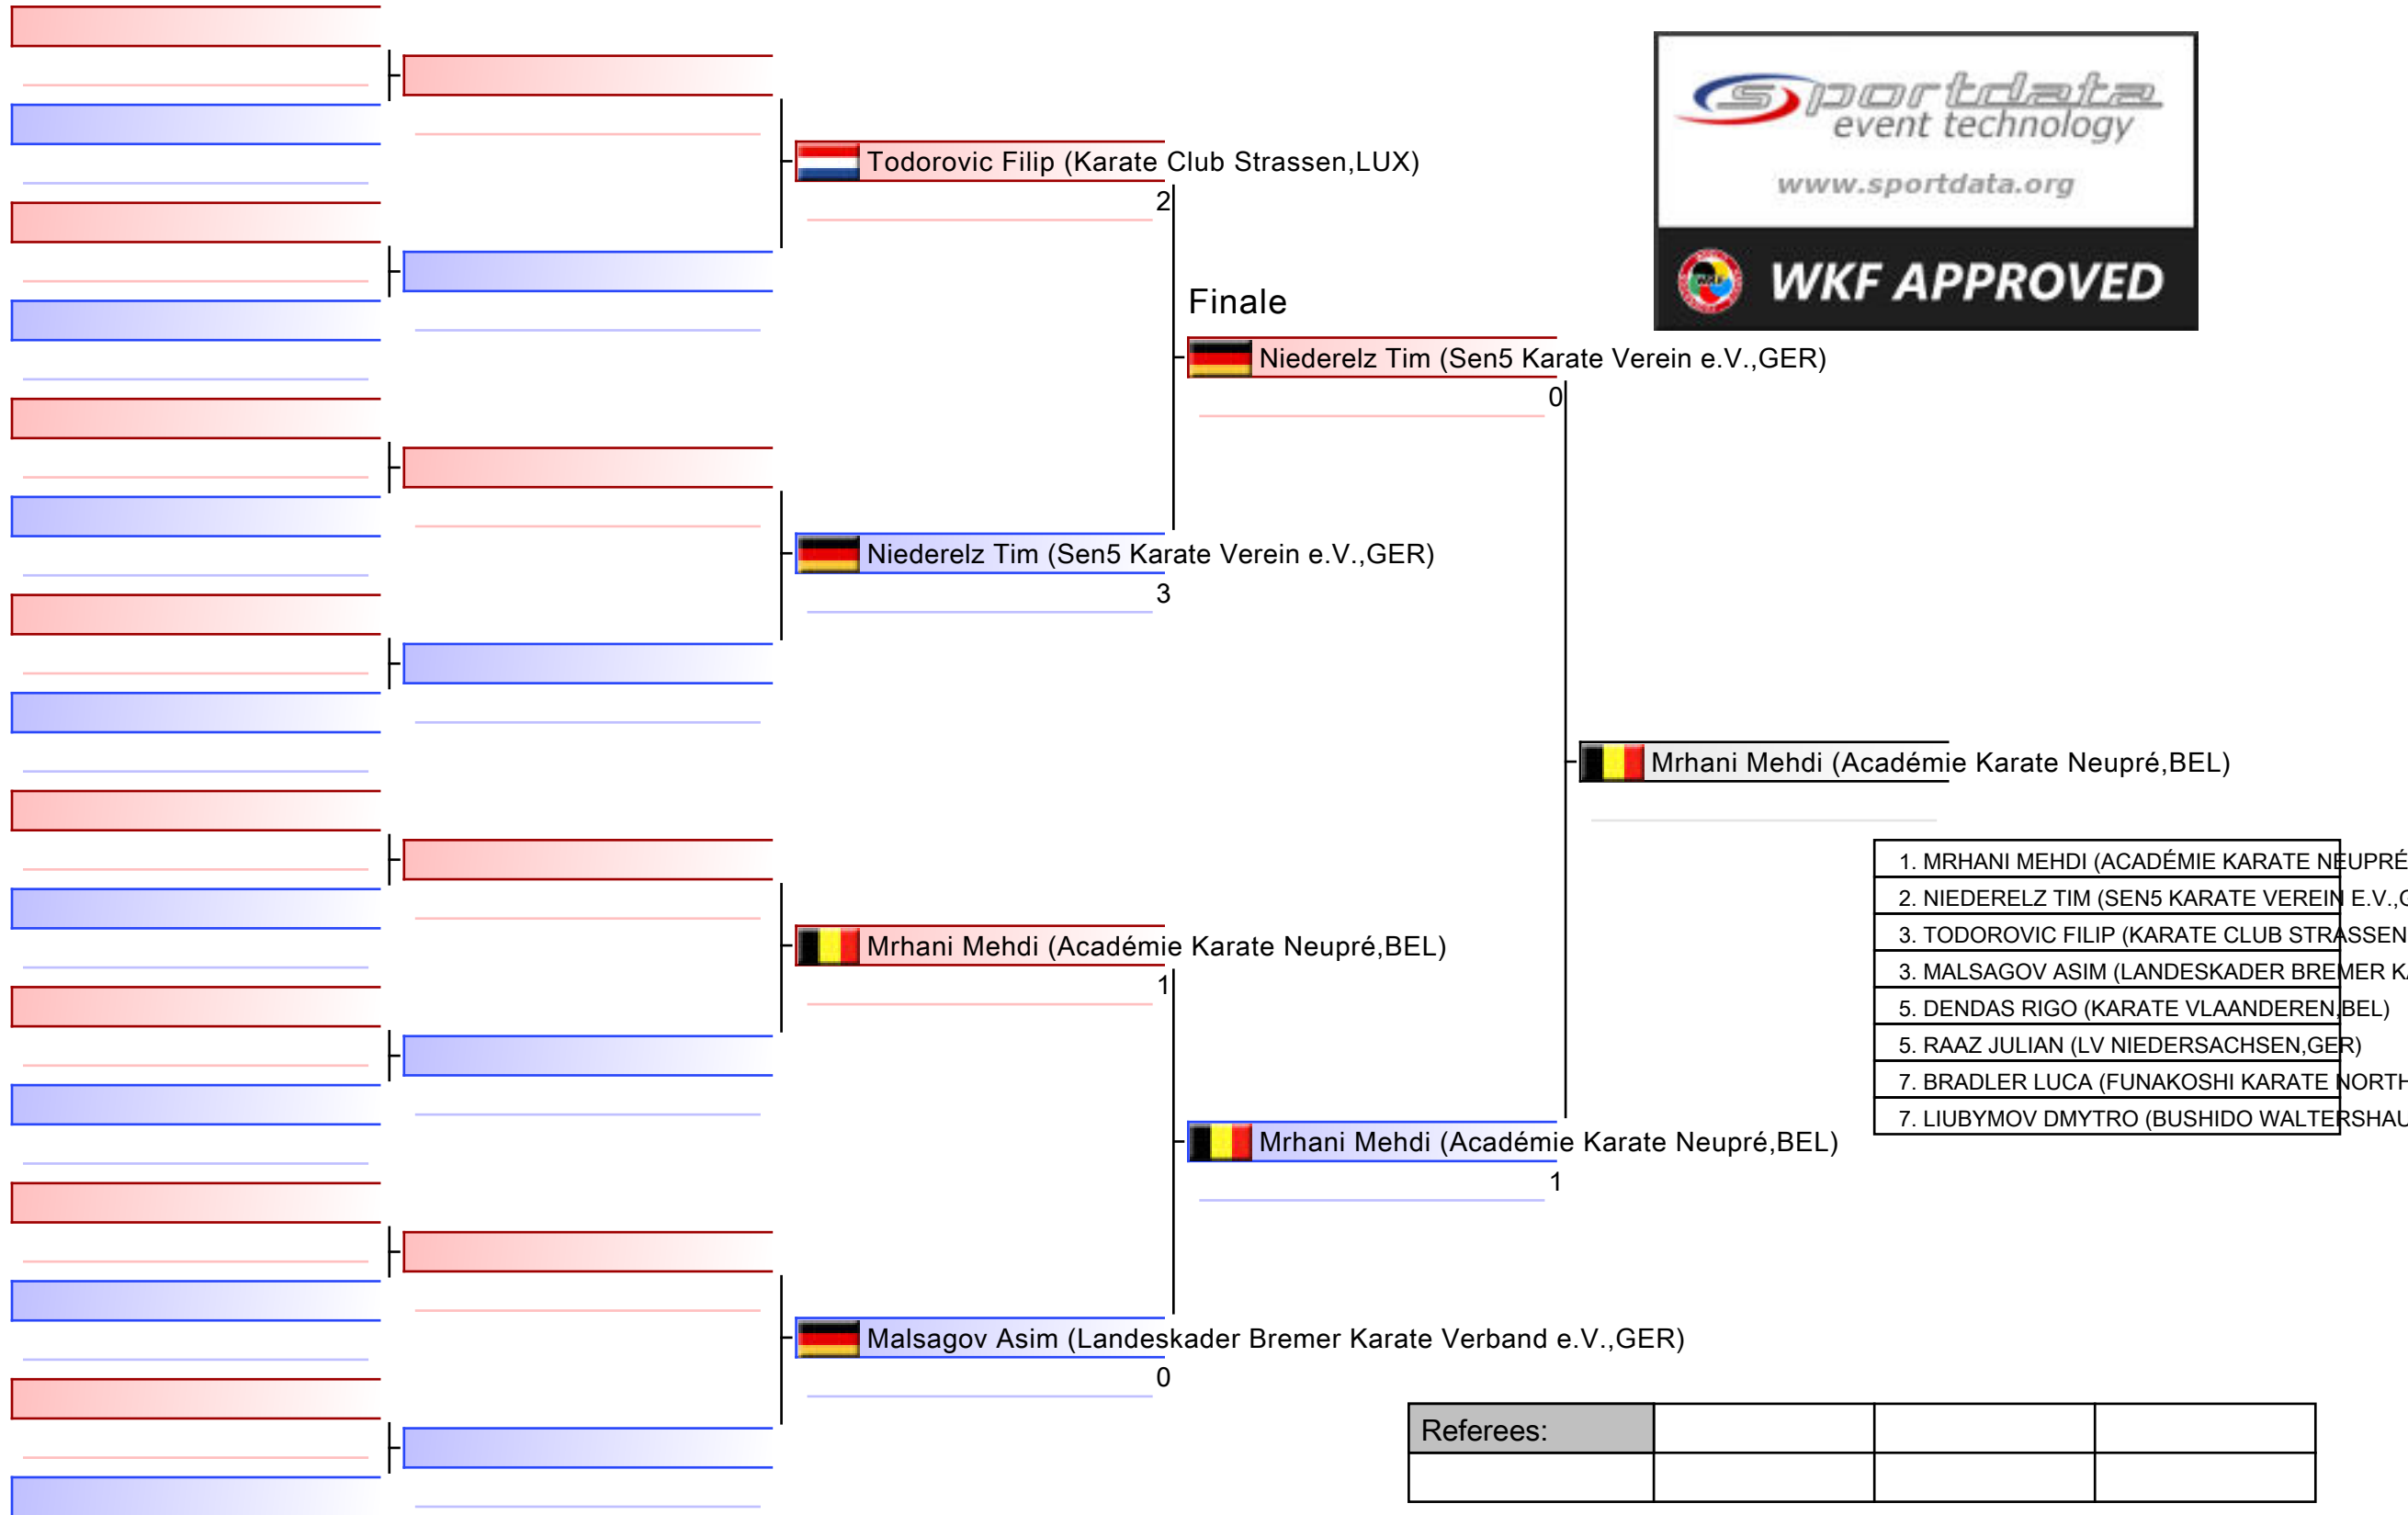 sportdata
event technology
www.sportdata.org
WKF APPROVED
Todorovic Filip (Karate Club Strassen,LUX)
2
Finale
Niederelz Tim (Sen5 Karate Verein e.V.,GER)
0
Niederelz Tim (Sen5 Karate Verein e.V.,GER)
3
Mrhani Mehdi (Académie Karate Neupré,BEL)
Mrhani Mehdi (Académie Karate Neupré,BEL)
1
Mrhani Mehdi (Académie Karate Neupré,BEL)
1
Malsagov Asim (Landeskader Bremer Karate Verband e.V.,GER)
0
1. MRHANI MEHDI (ACADÉMIE KARATE NEUPRÉ
2. NIEDERELZ TIM (SEN5 KARATE VEREIN E.V.,G
3. TODOROVIC FILIP (KARATE CLUB STRASSEN
3. MALSAGOV ASIM (LANDESKADER BREMER KA
5. DENDAS RIGO (KARATE VLAANDEREN,BEL)
5. RAAZ JULIAN (LV NIEDERSACHSEN,GER)
7. BRADLER LUCA (FUNAKOSHI KARATE NORTH
7. LIUBYMOV DMYTRO (BUSHIDO WALTERSHAU
Referees: